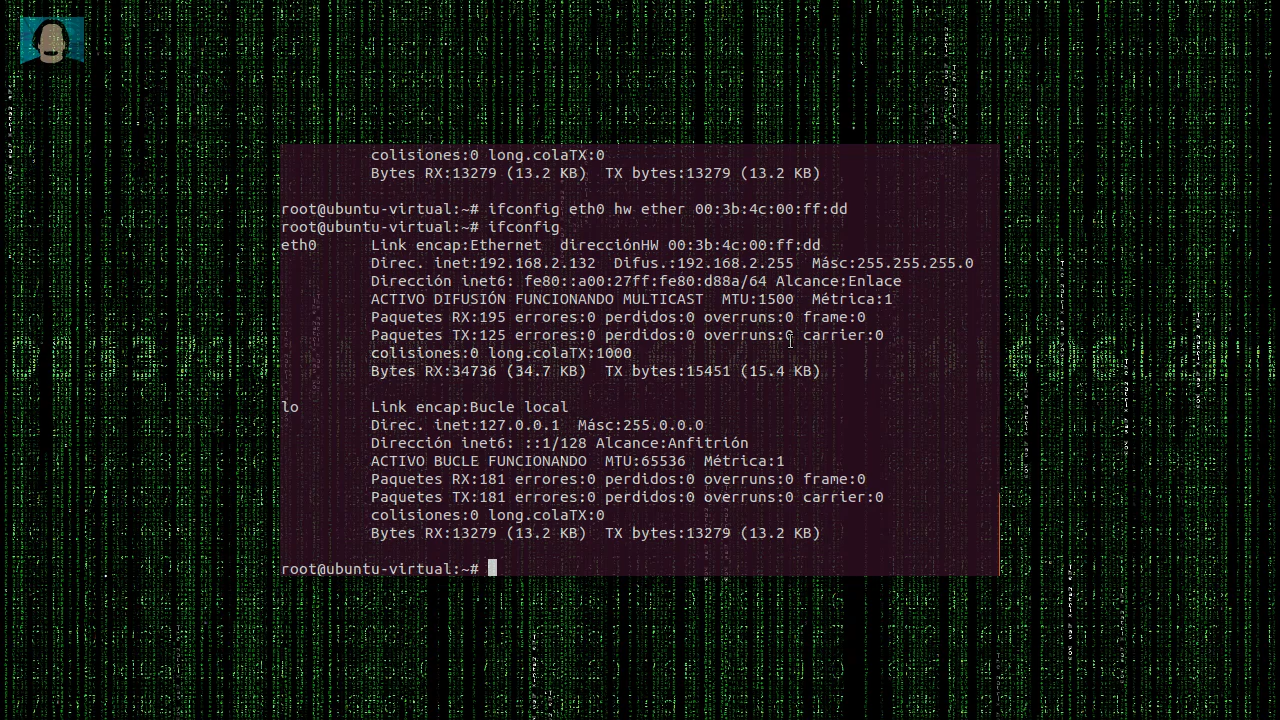 colisiones:0 long.colaTX:0
Bytes RX:13279 (13.2 KB)  TX bytes:13279 (13.2 KB)
root@ubuntu-virtual:~# ifconfig eth0 hw ether 00:3b:4c:00:ff:dd
root@ubuntu-virtual:~# ifconfig
eth0      Link encap:Ethernet  direcciónHW 00:3b:4c:00:ff:dd
Direc. inet:192.168.2.132  Difus.:192.168.2.255  Másc:255.255.255.0
Dirección inet6: fe80::a00:27ff:fe80:d88a/64 Alcance:Enlace
ACTIVO DIFUSIÓN FUNCIONANDO MULTICAST  MTU:1500  Métrica:1
Paquetes RX:195 errores:0 perdidos:0 overruns:0 frame:0
Paquetes TX:125 errores:0 perdidos:0 overruns:0 carrier:0
colisiones:0 long.colaTX:1000
Bytes RX:34736 (34.7 KB)  TX bytes:15451 (15.4 KB)
lo        Link encap:Bucle local
Direc. inet:127.0.0.1  Másc:255.0.0.0
Dirección inet6: ::1/128 Alcance:Anfitrión
ACTIVO BUCLE FUNCIONANDO  MTU:65536  Métrica:1
Paquetes RX:181 errores:0 perdidos:0 overruns:0 frame:0
Paquetes TX:181 errores:0 perdidos:0 overruns:0 carrier:0
colisiones:0 long.colaTX:0
Bytes RX:13279 (13.2 KB)  TX bytes:13279 (13.2 KB)
root@ubuntu-virtual:~#